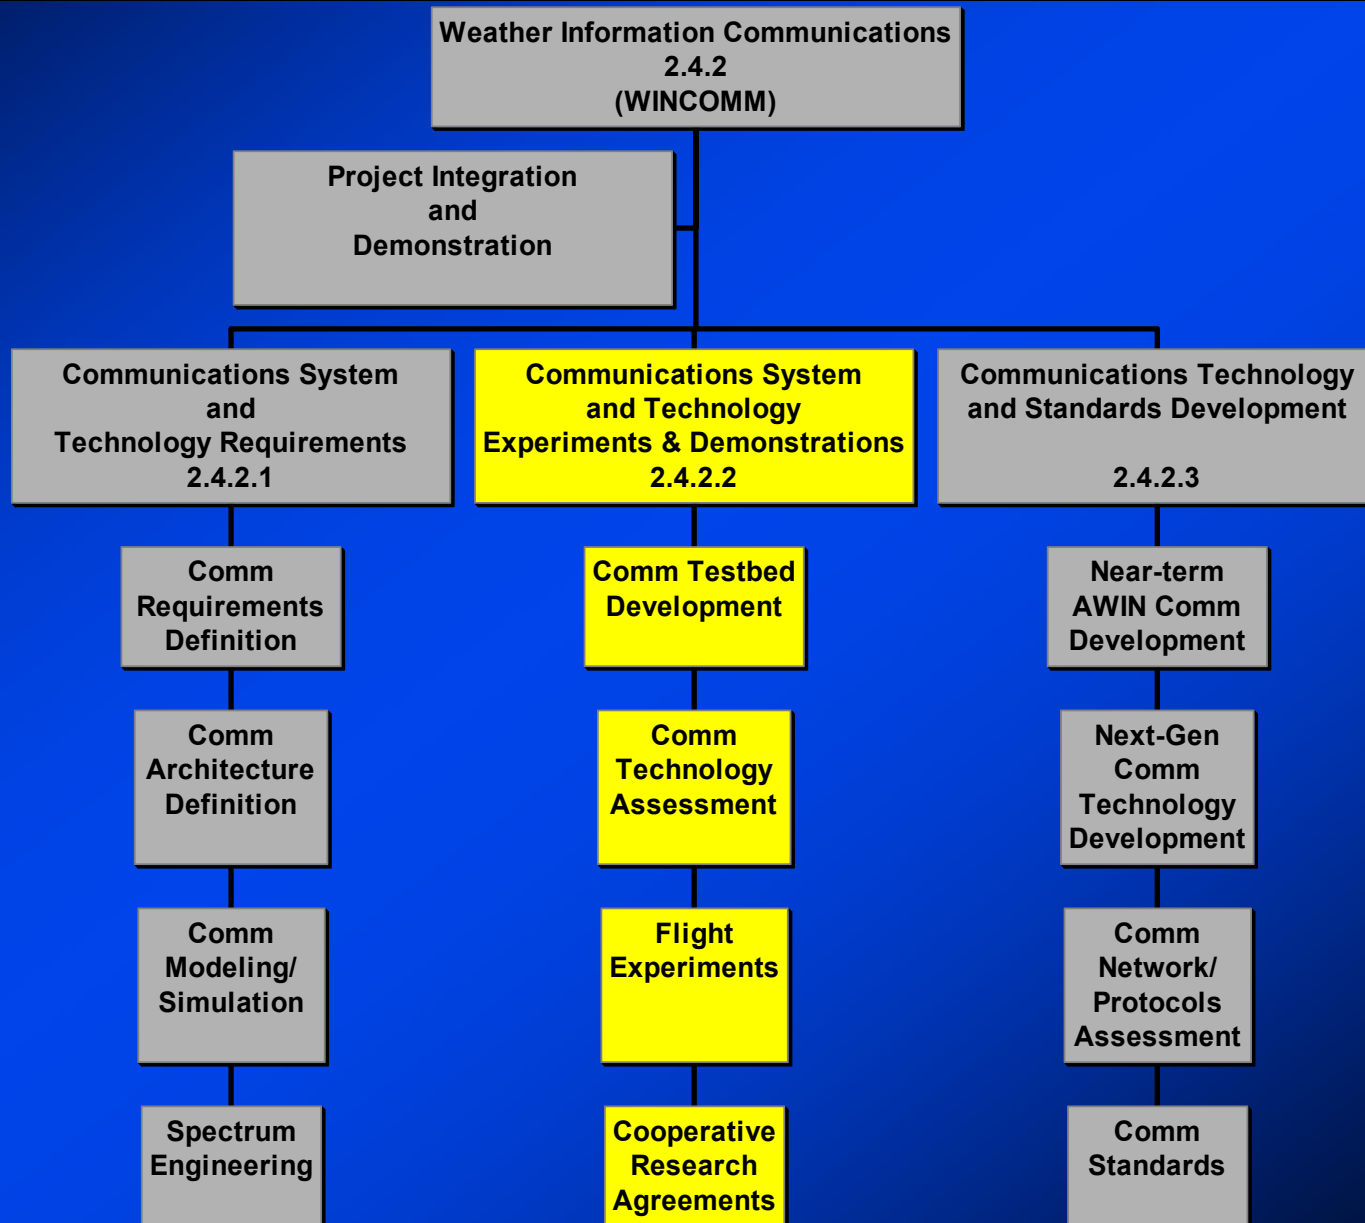 Weather Information Communications
2.4.2
(WINCOMM)
Project Integration
and
Demonstration
Communications System
and
Technology Requirements
2.4.2.1
Communications System
and Technology
Experiments & Demonstrations
2.4.2.2
Communications Technology
and Standards Development
2.4.2.3
Comm
Requirements
Definition
Comm
Architecture
Definition
Comm
Modeling/
Simulation
Spectrum
Engineering
Comm Testbed
Development
Comm
Technology
Assessment
Flight
Experiments
Cooperative
Research
Agreements
Near-term
AWIN Comm
Development
Next-Gen
Comm
Technology
Development
Comm
Network/
Protocols
Assessment
Comm
Standards